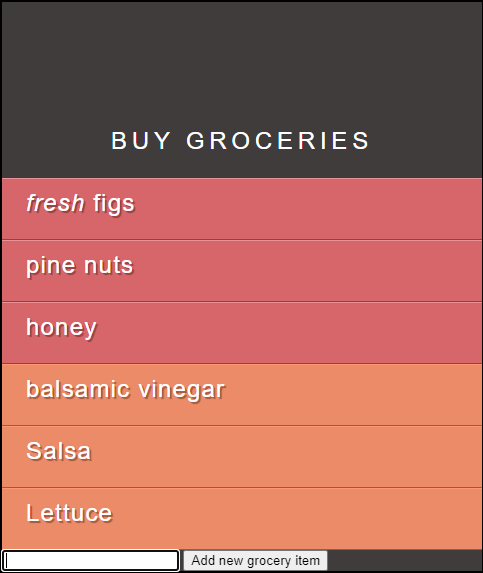 BUY GROCERIES
fresh figs
pine nuts
honey
balsamic vinegar
Salsa
Lettuce
Add new grocery item